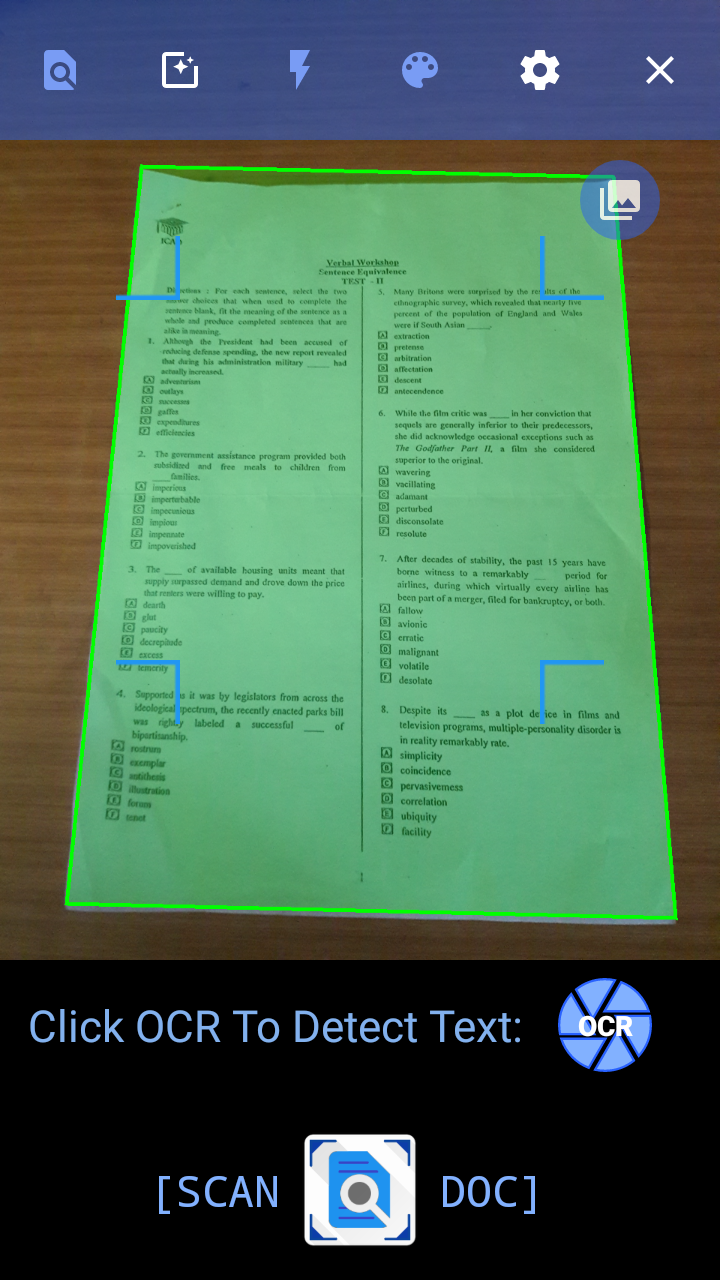 ICA
Verbal Workshop
Sentence Equivalence
TEST - II
Directions : For each sentence, select the two
answer choices that when used to complete the
sentence blank, fit the meaning of the sentence as a
whole and produce completed sentences that are
alike in meaning.
1. Although the President had been accused of
reducing defense spending, the new report revealed
that during his administration military ____ had
actually increased.
A adventurism
B outlays
C successes
D gaffes
E expenditures
F efficiencies
2. The government assistance program provided both
subsidized and free meals to children from
____families.
A imperious
B imperturbable
C impecunious
D impious
E impennate
F impoverished
3. The ____ of available housing units meant that
supply surpassed demand and drove down the price
that renters were willing to pay.
A dearth
B glut
C paucity
D decrepitude
E excess
F temerity
4. Supported as it was by legislators from across the
ideological spectrum, the recently enacted parks bill
was rightly labeled a successful ____ of
bipartisanship.
A rostrum
B exemplar
C antithesis
D illustration
E forum
F tenet
5. Many Britons were surprised by the results of the
ethnographic survey, which revealed that nearly five
percent of the population of England and Wales
were if South Asian ____.
A extraction
B pretense
C arbitration
D affectation
E descent
F antecendence
6. While the film critic was ____ in her conviction that
sequels are generally inferior to their predecessors,
she did acknowledge occasional exceptions such as
The Godfather Part II, a film she considered
superior to the original.
A wavering
B vacillating
C adamant
D perturbed
E disconsolate
F resolute
7. After decades of stability, the past 15 years have
borne witness to a remarkably ____ period for
airlines, during which virtually every airline has
been part of a merger, filed for bankruptcy, or both.
A fallow
B avionic
C erratic
D malignant
E volatile
F desolate
8. Despite its ____ as a plot device in films and
television programs, multiple-personality disorder is
in reality remarkably rate.
A simplicity
B coincidence
C pervasiveness
D correlation
E ubiquity
F facility
1
Click OCR To Detect Text:
OCR
[SCAN DOC]